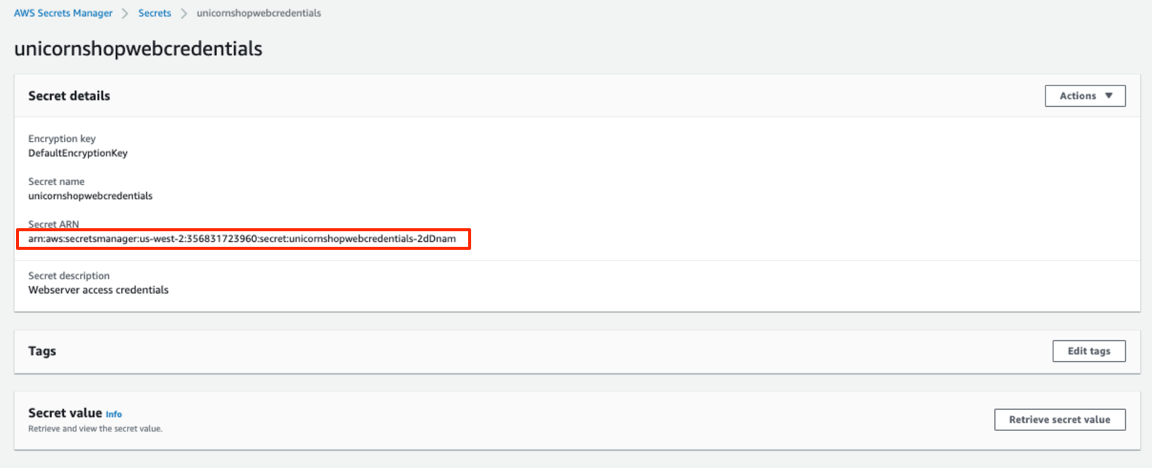 AWS Secrets Manager > Secrets > unicornshopwebcredentials
unicornshopwebcredentials
Secret details
Actions ▼
Encryption key
DefaultEncryptionKey
Secret name
unicornshopwebcredentials
Secret ARN
arn:aws:secretsmanager:us-west-2:356831723960:secret:unicornshopwebcredentials-2dDnam
Secret description
Webserver access credentials
Tags
Edit tags
Secret value Info
Retrieve and view the secret value.
Retrieve secret value